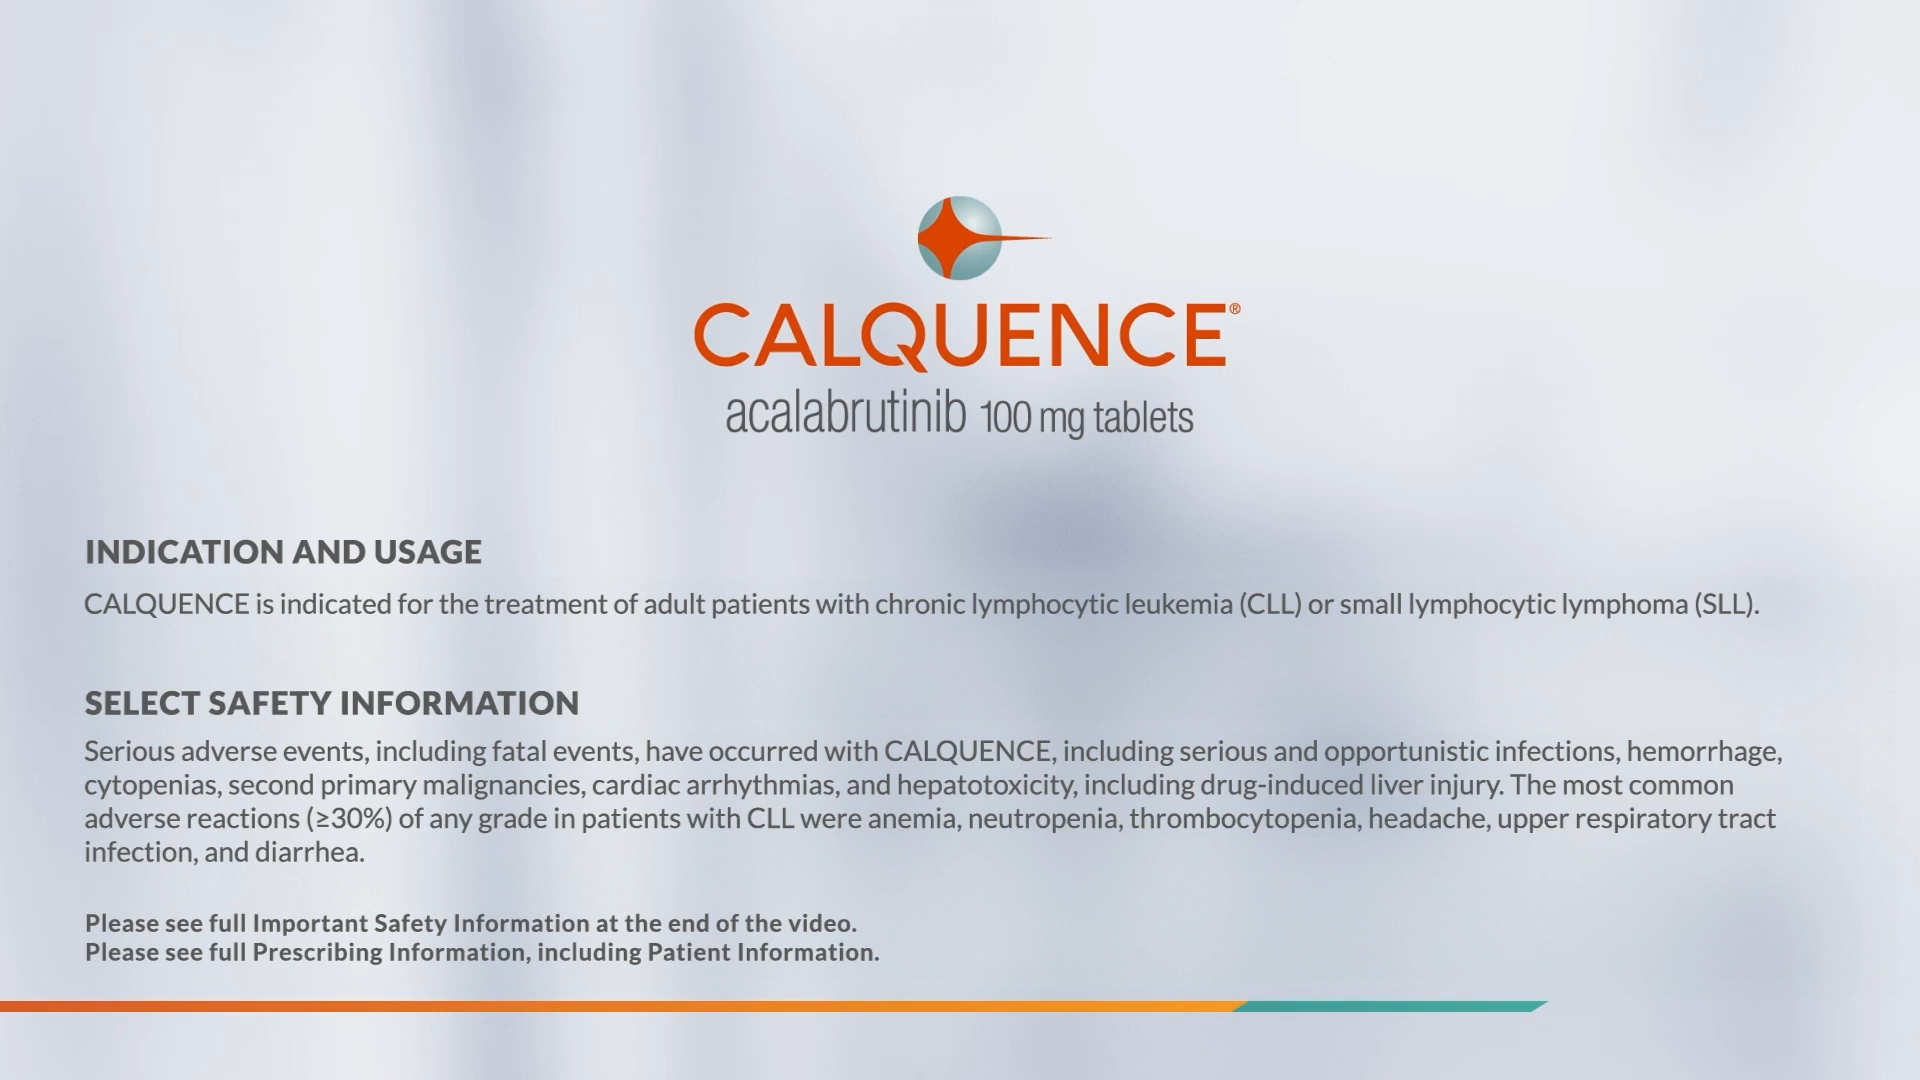 CALQUENCE®
acalabrutinib 100 mg tablets
INDICATION AND USAGE
CALQUENCE is indicated for the treatment of adult patients with chronic lymphocytic leukemia (CLL) or small lymphocytic lymphoma (SLL).
SELECT SAFETY INFORMATION
Serious adverse events, including fatal events, have occurred with CALQUENCE, including serious and opportunistic infections, hemorrhage,
cytopenias, second primary malignancies, cardiac arrhythmias, and hepatotoxicity, including drug-induced liver injury. The most common
adverse reactions (≥30%) of any grade in patients with CLL were anemia, neutropenia, thrombocytopenia, headache, upper respiratory tract
infection, and diarrhea.
Please see full Important Safety Information at the end of the video.
Please see full Prescribing Information, including Patient Information.